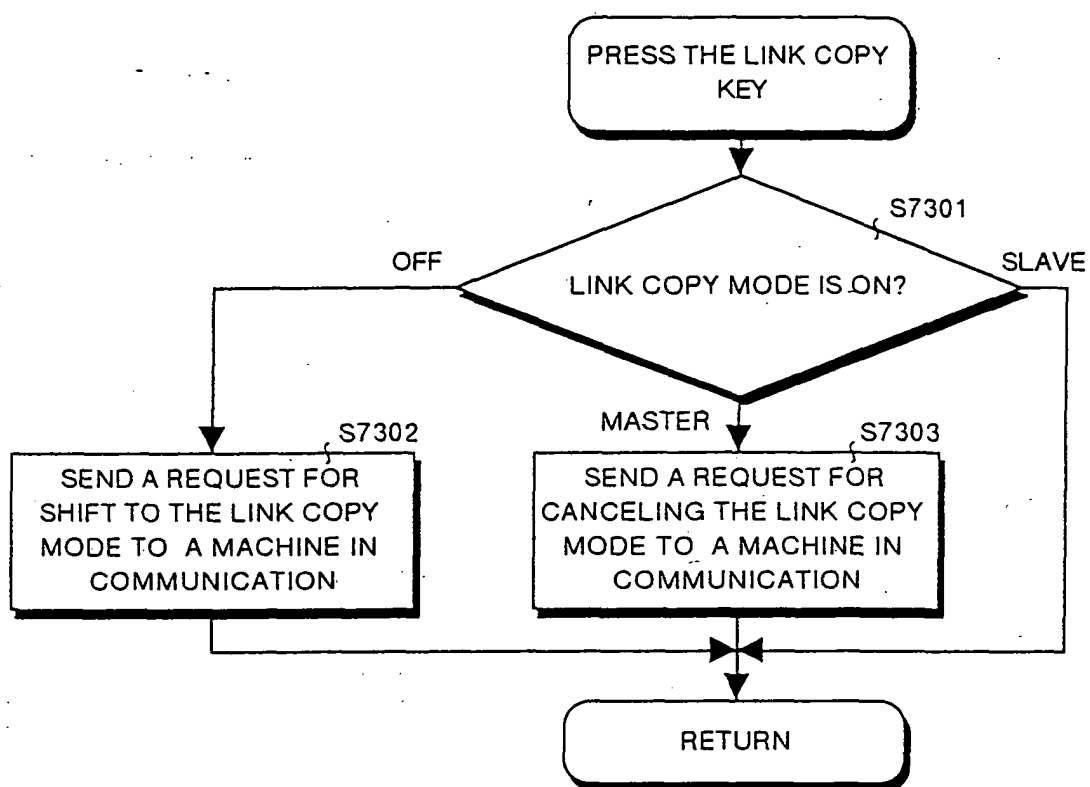 PRESS THE LINK COPY
KEY
S7301
OFF
SLAVE
LINK COPY MODE IS ON?
MASTER
S7302
S7303
SEND A REQUEST FOR
SHIFT TO THE LINK COPY
MODE TO A MACHINE IN
COMMUNICATION
SEND A REQUEST FOR
CANCELING THE LINK COPY
MODE TO A MACHINE IN
COMMUNICATION
RETURN